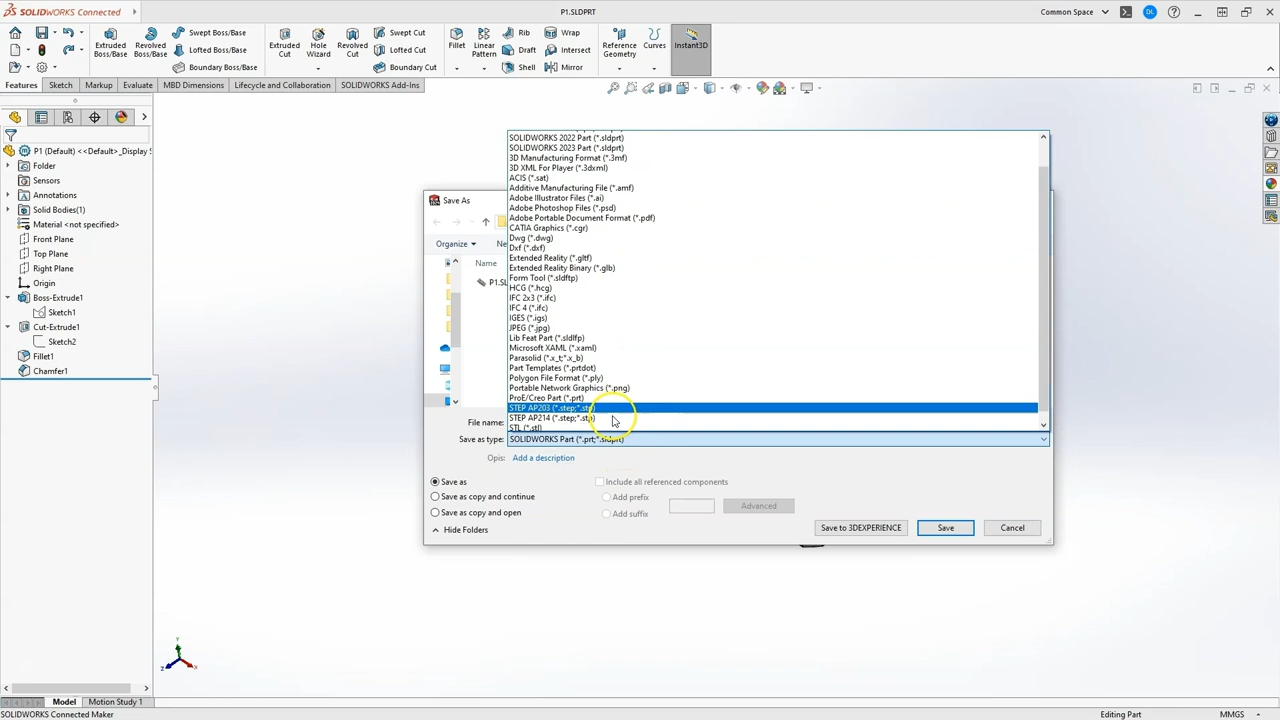 SOLIDWORKS Connected
P1.SLDPRT
Common Space
DL
Extruded Boss/Base
Revolved Boss/Base
Swept Boss/Base
Lofted Boss/Base
Boundary Boss/Base
Extruded Cut
Hole Wizard
Revolved Cut
Swept Cut
Lofted Cut
Boundary Cut
Fillet
Linear Pattern
Rib
Draft
Shell
Wrap
Intersect
Mirror
Reference Geometry
Curves
Instant3D
Features
Sketch
Markup
Evaluate
MBD Dimensions
Lifecycle and Collaboration
SOLIDWORKS Add-Ins
P1 (Default) <<Default>_Display S
Folder
Sensors
Annotations
Solid Bodies(1)
Material <not specified>
Front Plane
Top Plane
Right Plane
Origin
Boss-Extrude1
Sketch1
Cut-Extrude1
Sketch2
Fillet1
Chamfer1
Save As
Organize
Name
P1.SL
SOLIDWORKS 2022 Part (*.sldprt)
SOLIDWORKS 2023 Part (*.sldprt)
3D Manufacturing Format (*.3mf)
3D XML For Player (*.3dxml)
ACIS (*.sat)
Additive Manufacturing File (*.amf)
Adobe Illustrator Files (*.ai)
Adobe Photoshop Files (*.psd)
Adobe Portable Document Format (*.pdf)
CATIA Graphics (*.cgr)
Dwg (*.dwg)
Dxf (*.dxf)
Extended Reality (*.gltf)
Extended Reality Binary (*.glb)
Form Tool (*.sldftp)
HCG (*.hcg)
IFC 2x3 (*.ifc)
IFC 4 (*.ifc)
IGES (*.igs)
JPEG (*.jpg)
Lib Feat Part (*.sldlfp)
Microsoft XAML (*.xaml)
Parasolid (*.x_t;*.x_b)
Part Templates (*.prtdot)
Polygon File Format (*.ply)
Portable Network Graphics (*.png)
ProE/Creo Part (*.prt)
STEP AP203 (*.step;*.stp)
STEP AP214 (*.step;*.stp)
STL (*.stl)
File name:
Save as type: SOLIDWORKS Part (*.prt;*.sldprt)
Opis: Add a description
Save as
Save as copy and continue
Save as copy and open
Include all referenced components
Add prefix
Add suffix
Advanced
Hide Folders
Save to 3DEXPERIENCE
Save
Cancel
Y
Z
X
Model
Motion Study 1
SOLIDWORKS Connected Maker
Editing Part
MMGS